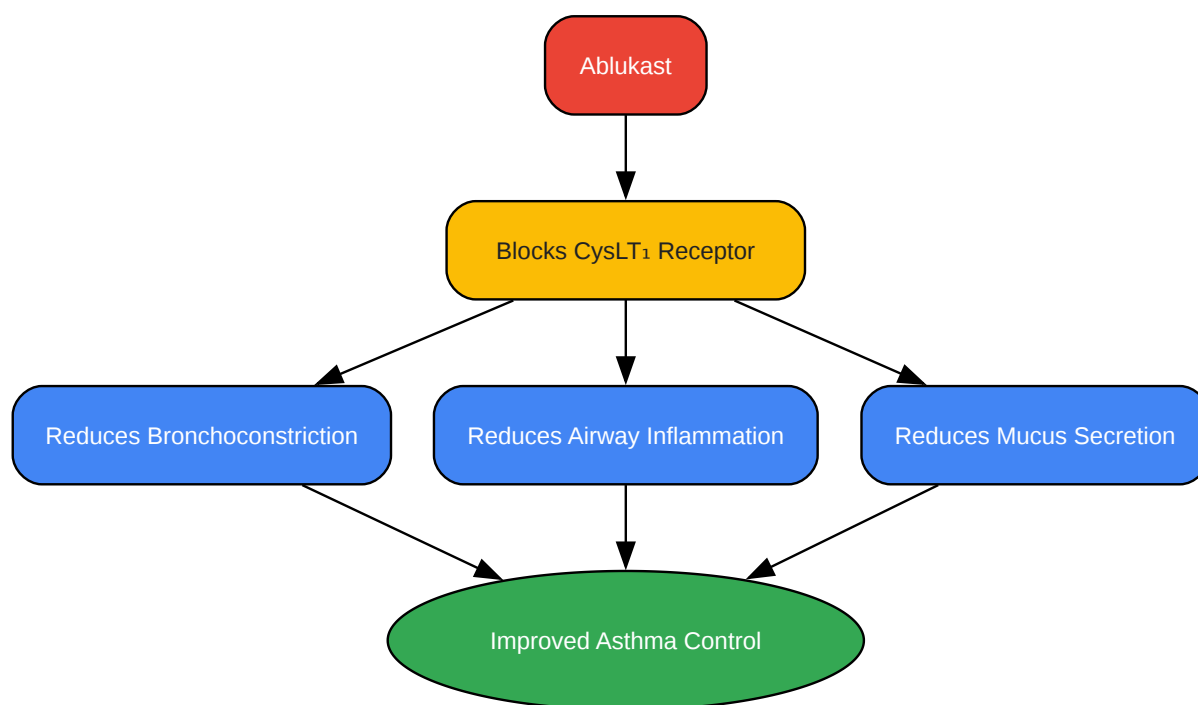 Ablukast
Blocks CysLT₁ Receptor
Reduces Bronchoconstriction
Reduces Airway Inflammation
Reduces Mucus Secretion
Improved Asthma Control